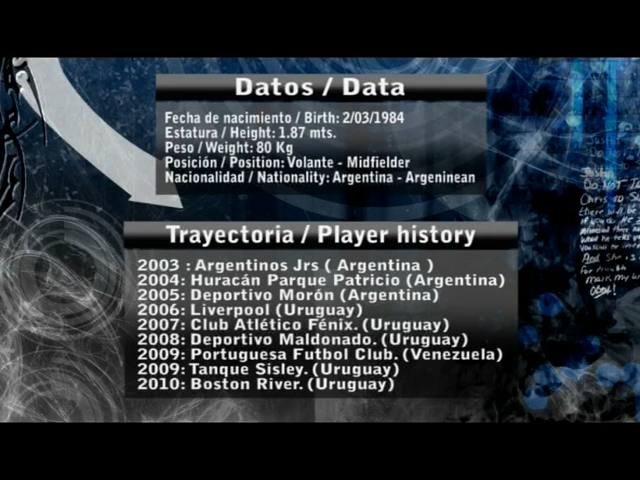 Datos / Data
Fecha de nacimiento / Birth: 2/03/1984
Estatura / Height: 1.87 mts.
Peso / Weight: 80 Kg
Posición / Position: Volante - Midfielder
Nacionalidad / Nationality: Argentina - Argeninean
Trayectoria / Player history
2003 : Argentinos Jrs ( Argentina )
2004: Huracán Parque Patricio (Argentina)
2005: Deportivo Morón (Argentina)
2006: Liverpool (Uruguay)
2007: Club Atlético Fénix. (Uruguay)
2008: Deportivo Maldonado. (Uruguay)
2009: Portuguesa Futbol Club. (Venezuela)
2009: Tanque Sisley. (Uruguay)
2010: Boston River. (Uruguay)